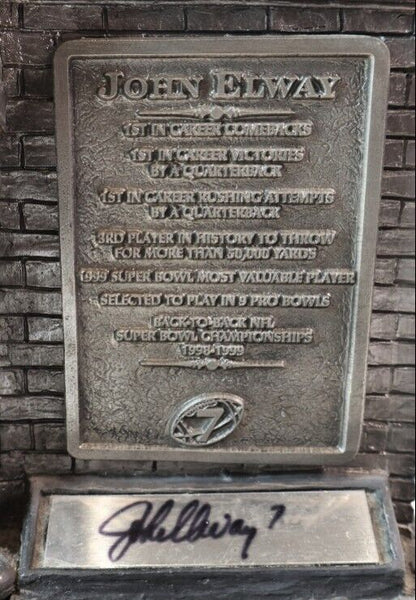 JOHN ELWAY
1ST IN CAREER COMEBACKS
1ST IN CAREER VICTORIES
BY A QUARTERBACK
1ST IN CAREER RUSHING ATTEMPTS
BY A QUARTERBACK
3RD PLAYER IN HISTORY TO THROW
FOR MORE THAN 50,000 YARDS
1999 SUPER BOWL MOST VALUABLE PLAYER
SELECTED TO PLAY IN 9 PRO BOWLS
BACK-TO-BACK NFL
SUPER BOWL CHAMPIONSHIPS
1998-1999
7
John Elway 7